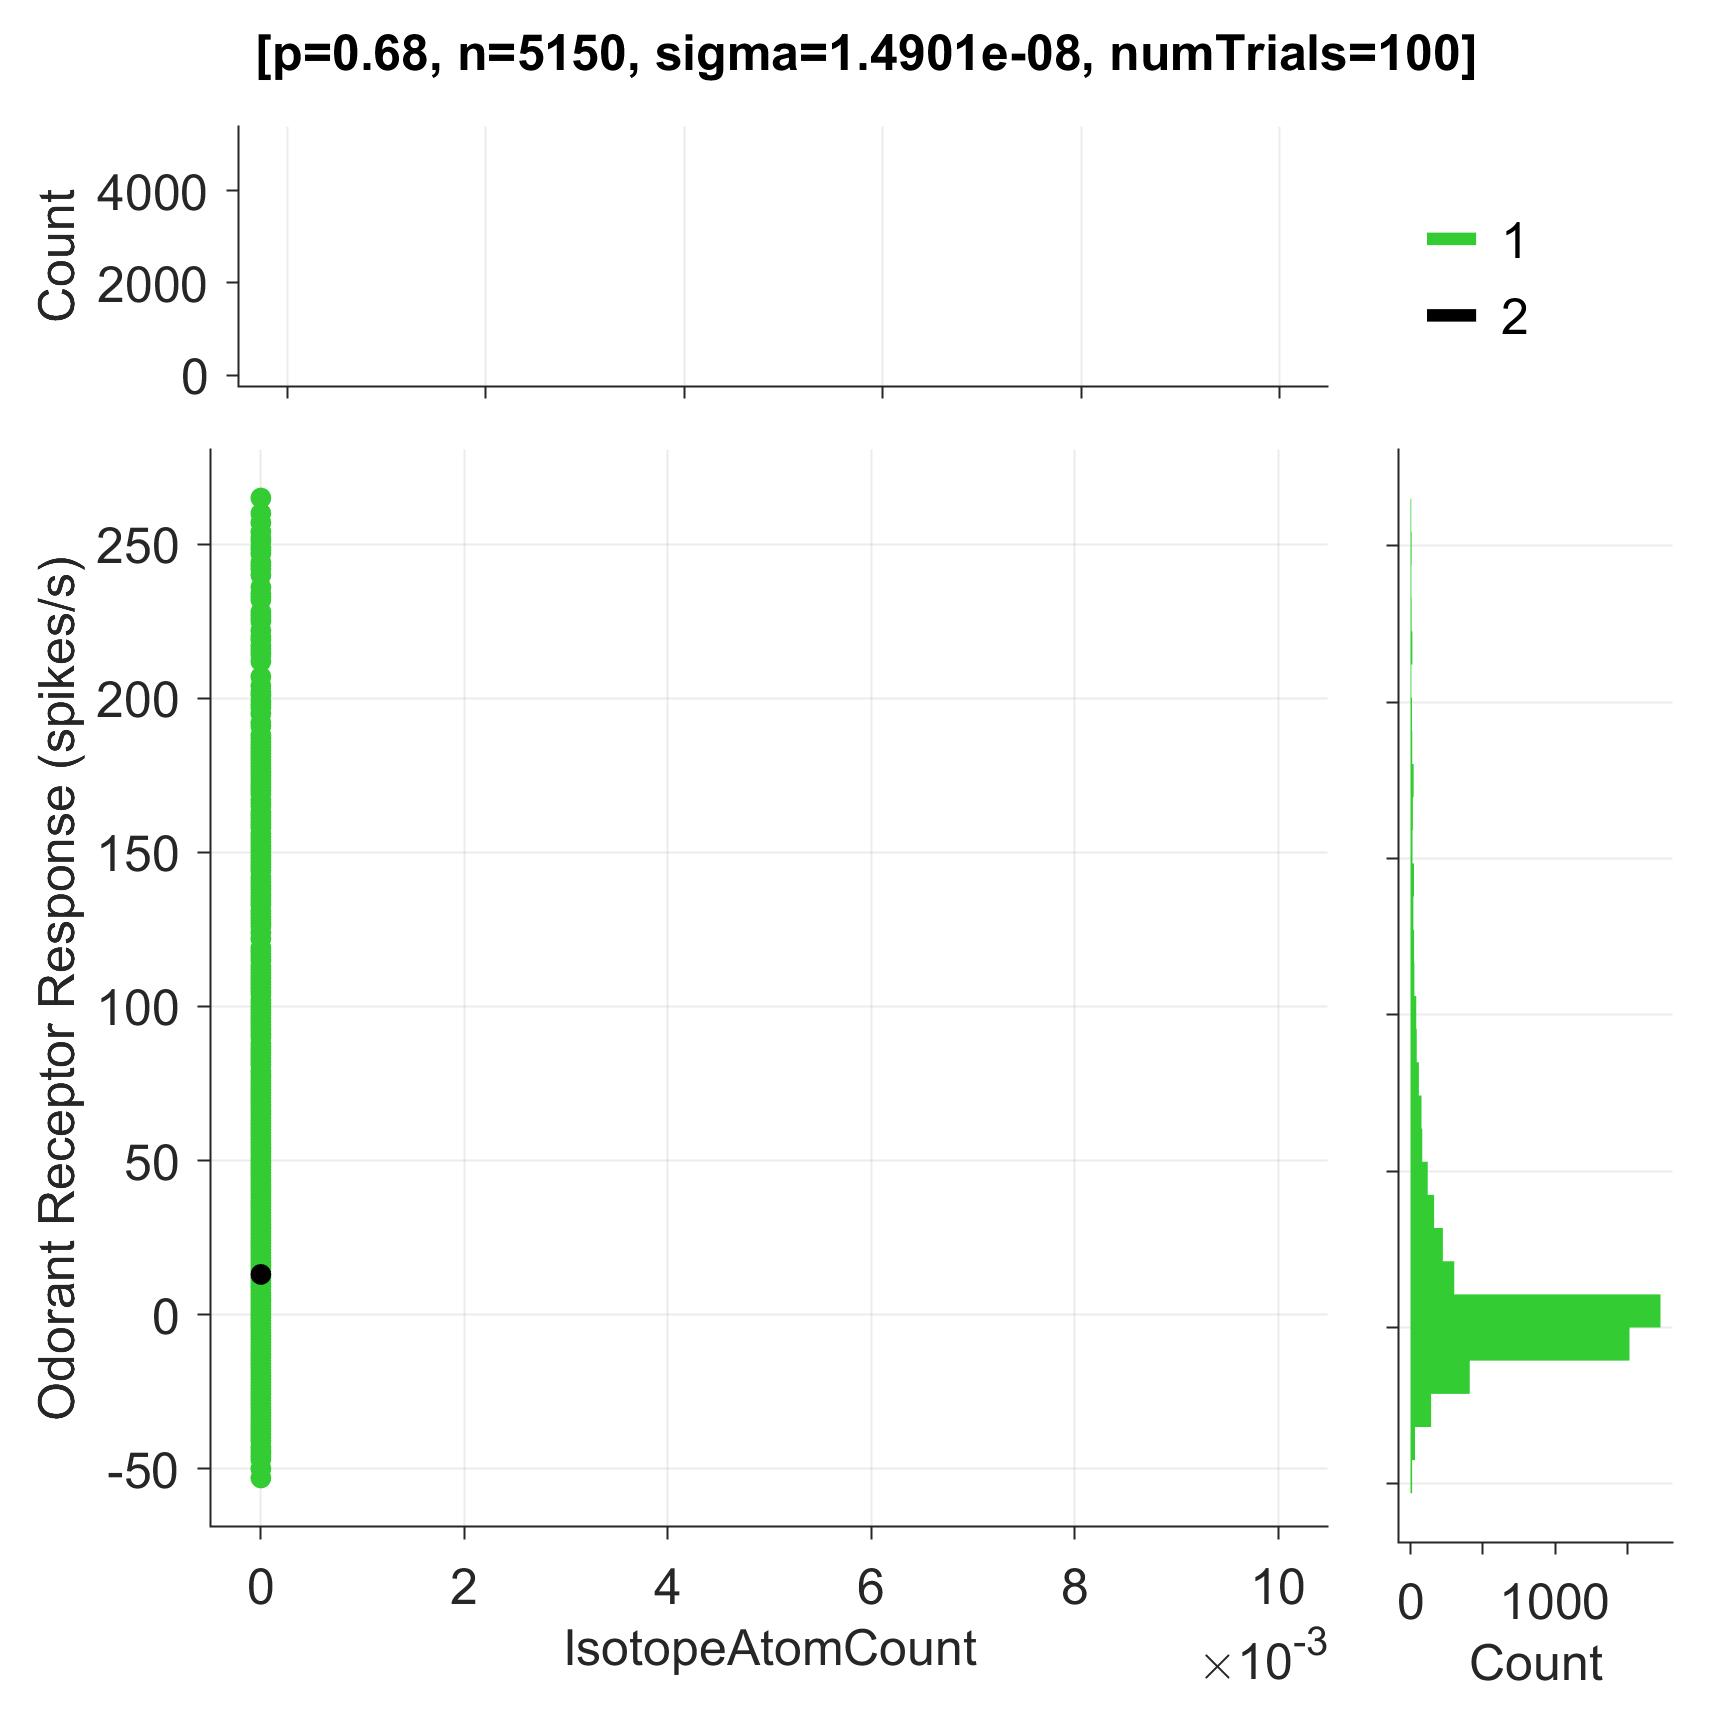 [p=0.68, n=5150, sigma=1.4901e-08, numTrials=100]
Count
4000
2000
0
1
2
Odorant Receptor Response (spikes/s)
250
200
150
100
50
0
-50
0 2 4 6 8 10
×10-3
IsotopeAtomCount
0 1000
Count